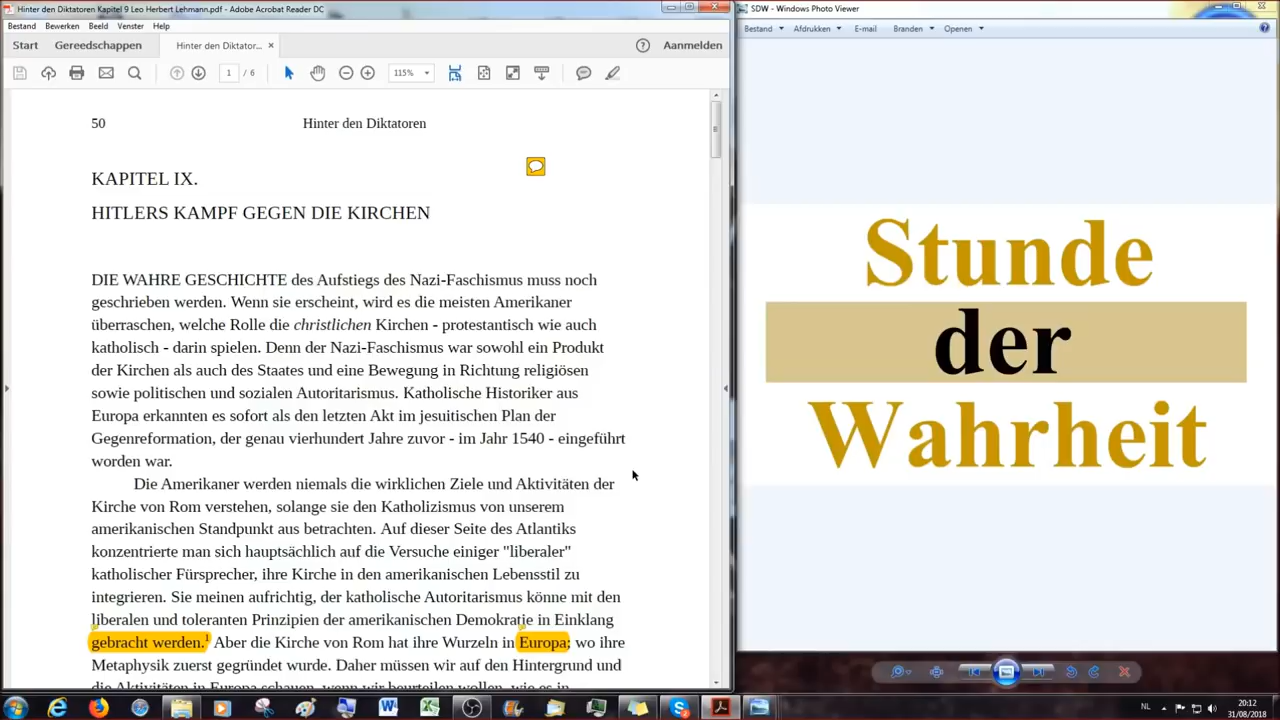 Hinter den Diktatoren Kapitel 9 Leo Herbert Lehmann.pdf - Adobe Acrobat Reader DC
Bestand Bewerken Beeld Venster Help
Start Gereedschappen Hinter den Diktator... × Aanmelden
1 / 6 115%
50 Hinter den Diktatoren
KAPITEL IX.
HITLERS KAMPF GEGEN DIE KIRCHEN
DIE WAHRE GESCHICHTE des Aufstiegs des Nazi-Faschismus muss noch
geschrieben werden. Wenn sie erscheint, wird es die meisten Amerikaner
überraschen, welche Rolle die christlichen Kirchen - protestantisch wie auch
katholisch - darin spielen. Denn der Nazi-Faschismus war sowohl ein Produkt
der Kirchen als auch des Staates und eine Bewegung in Richtung religiösen
sowie politischen und sozialen Autoritarismus. Katholische Historiker aus
Europa erkannten es sofort als den letzten Akt im jesuitischen Plan der
Gegenreformation, der genau vierhundert Jahre zuvor - im Jahr 1540 - eingeführt
worden war.
Die Amerikaner werden niemals die wirklichen Ziele und Aktivitäten der
Kirche von Rom verstehen, solange sie den Katholizismus von unserem
amerikanischen Standpunkt aus betrachten. Auf dieser Seite des Atlantiks
konzentrierte man sich hauptsächlich auf die Versuche einiger "liberaler"
katholischer Fürsprecher, ihre Kirche in den amerikanischen Lebensstil zu
integrieren. Sie meinen aufrichtig, der katholische Autoritarismus könne mit den
liberalen und toleranten Prinzipien der amerikanischen Demokratie in Einklang
gebracht werden.1 Aber die Kirche von Rom hat ihre Wurzeln in Europa; wo ihre
Metaphysik zuerst gegründet wurde. Daher müssen wir auf den Hintergrund und
die Aktivitäten in Europa schauen, wenn wir beurteilen wollen, wie es in
SDW - Windows Photo Viewer
Bestand Afdrukken E-mail Branden Openen
Stunde
der
Wahrheit
NL 20:12
31/08/2018